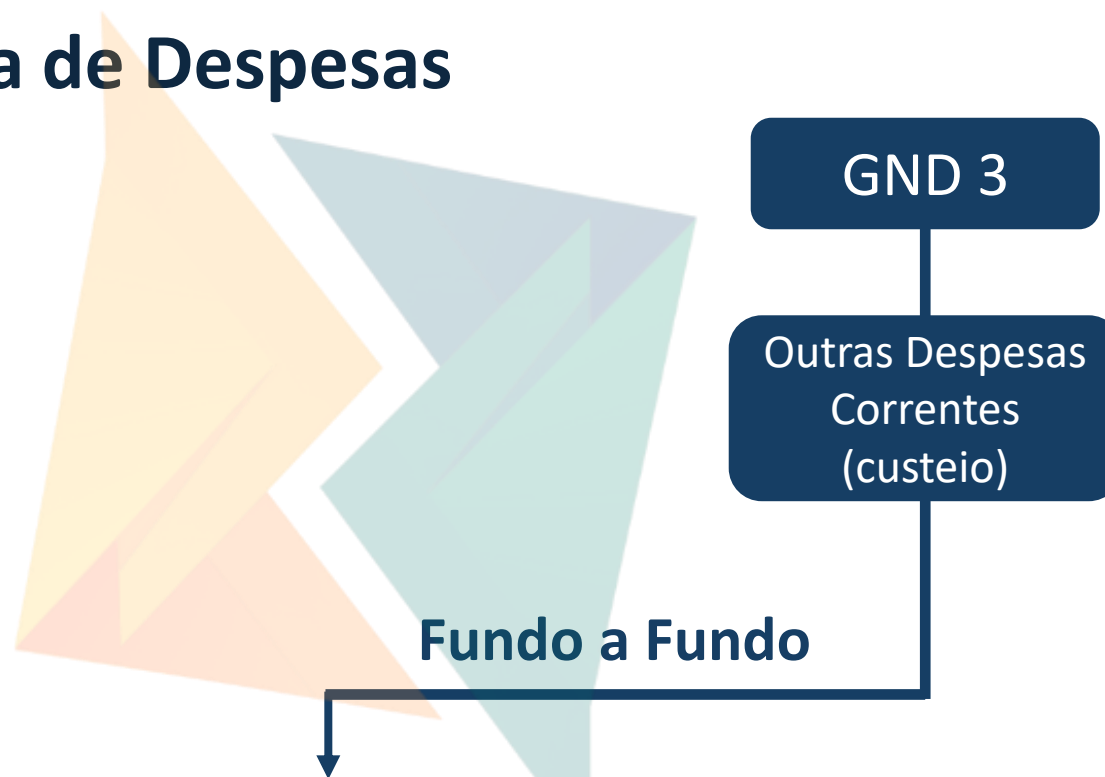 a de Despesas
GND 3
Outras Despesas
Correntes
(custeio)
Fundo a Fundo